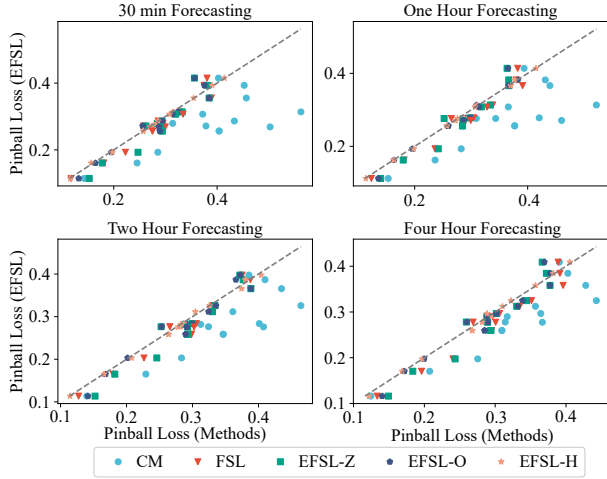 30 min Forecasting
One Hour Forecasting
Pinball Loss (EFSL)
0.4
0.2
0.2
0.4
0.4
0.2
0.2
0.4
Two Hour Forecasting
Four Hour Forecasting
Pinball Loss (EFSL)
0.4
0.3
0.2
0.1
0.1
0.2
0.3
0.4
0.4
0.3
0.2
0.1
0.1
0.2
0.3
0.4
Pinball Loss (Methods)
Pinball Loss (Methods)
CM FSL EFSL-Z EFSL-O EFSL-H